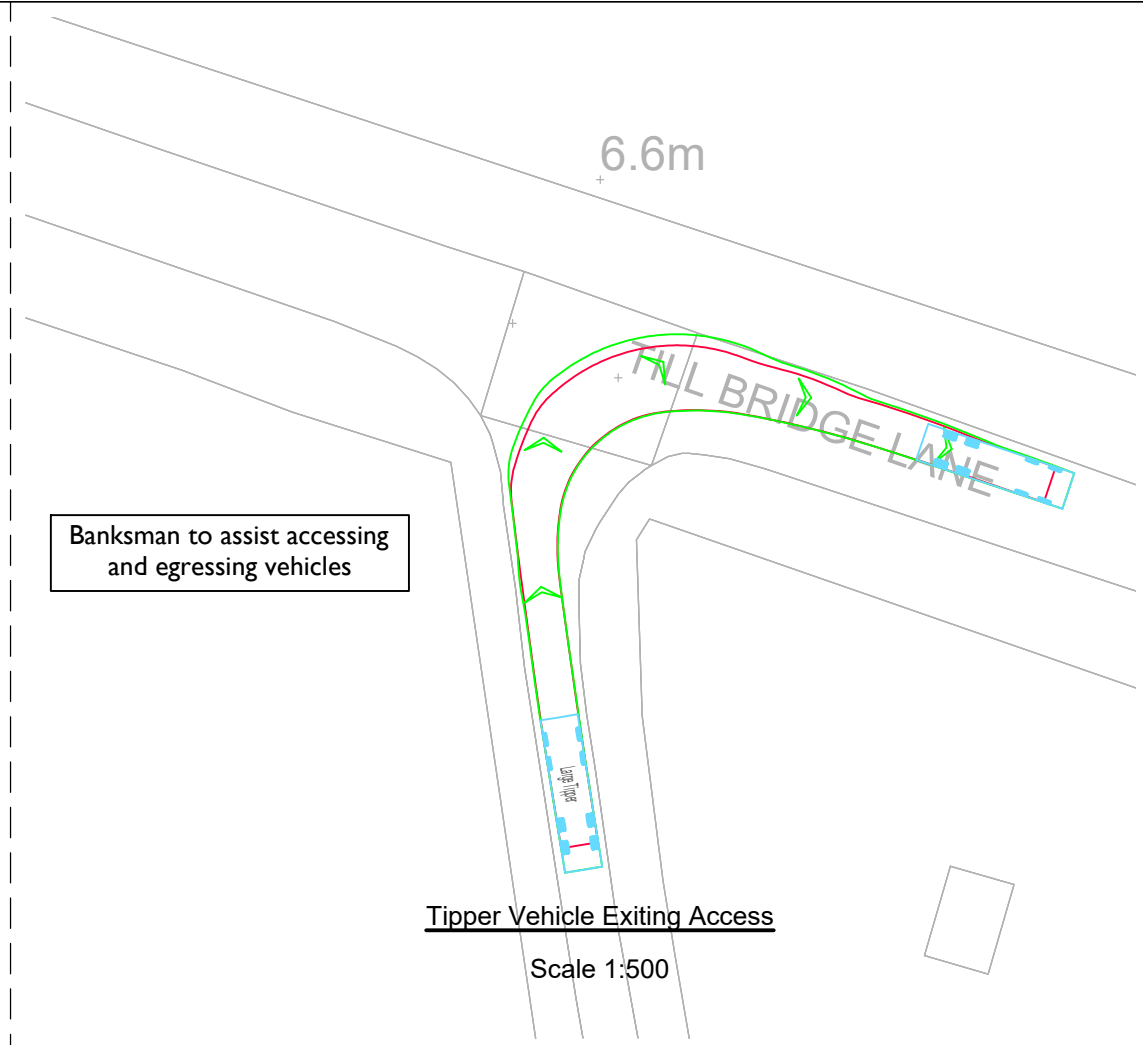 6.6m
TILL BRIDGE LANE
Banksman to assist accessing
and egressing vehicles
Large Tipper
Tipper Vehicle Exiting Access
Scale 1:500